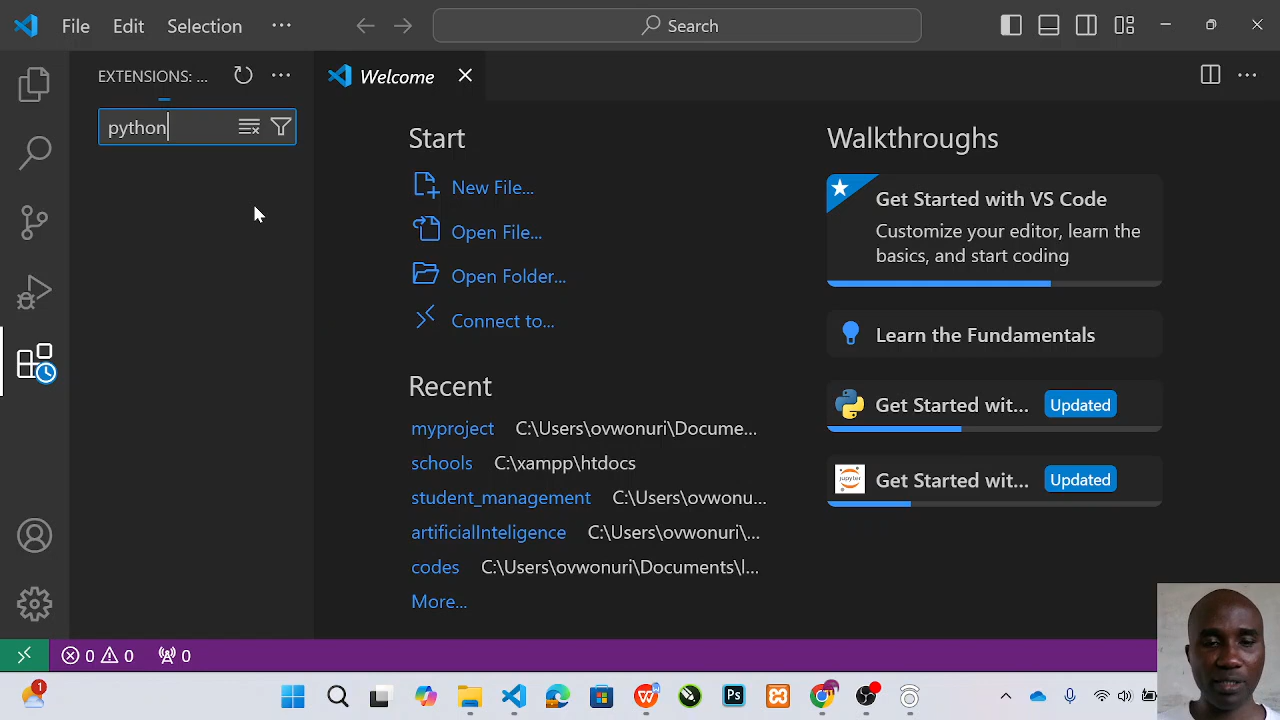 File Edit Selection ···
Search
EXTENSIONS: ...
python
Welcome
Start
New File...
Open File...
Open Folder...
Connect to...
Recent
myproject C:\Users\ovwonuri\Docume...
schools C:\xampp\htdocs
student_management C:\Users\ovwonu...
artificialInteligence C:\Users\ovwonuri\...
codes C:\Users\ovwonuri\Documents\l...
More...
Walkthroughs
Get Started with VS Code
Customize your editor, learn the
basics, and start coding
Learn the Fundamentals
Get Started wit... Updated
jupyter Get Started wit... Updated
0 0 0
1 Ps